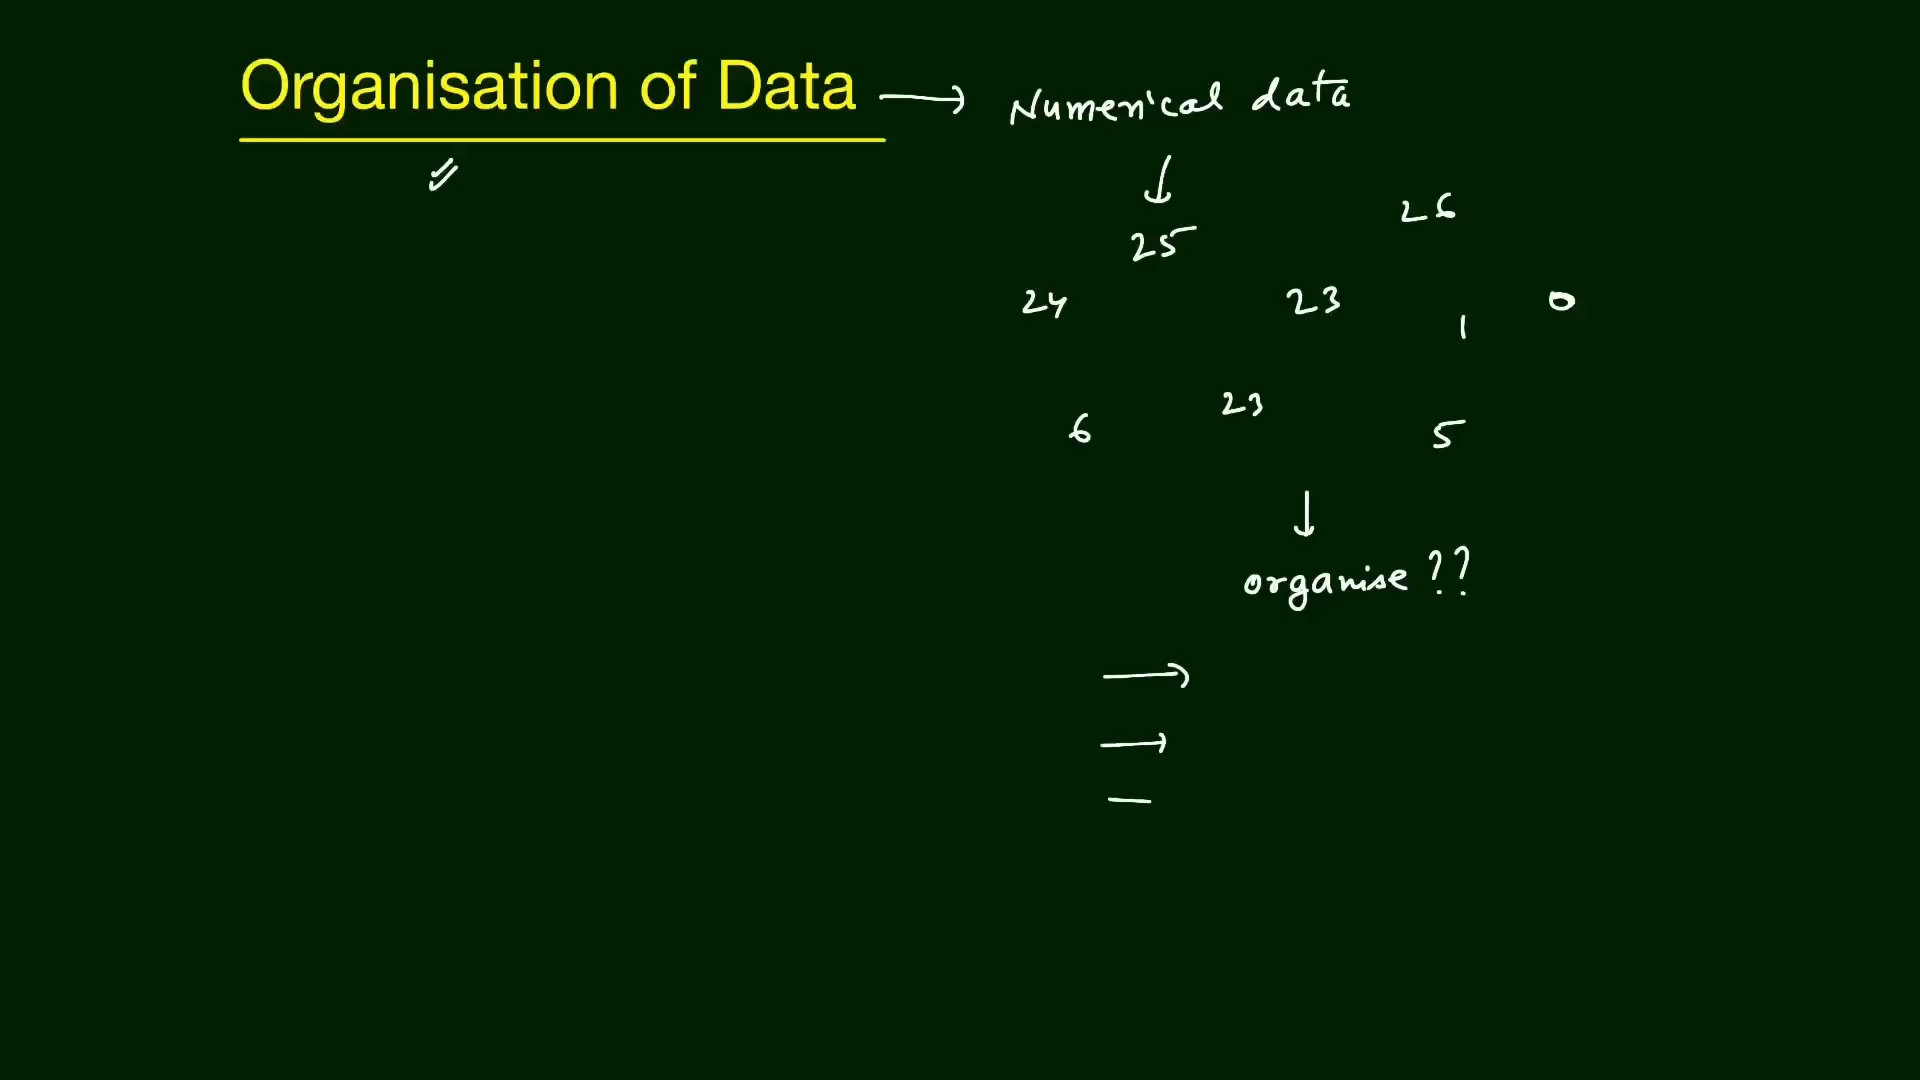 Organisation of Data → Numerical data
↓
26
25
24 23 1 0
6 23 5
↓
organise ??
→
→
—